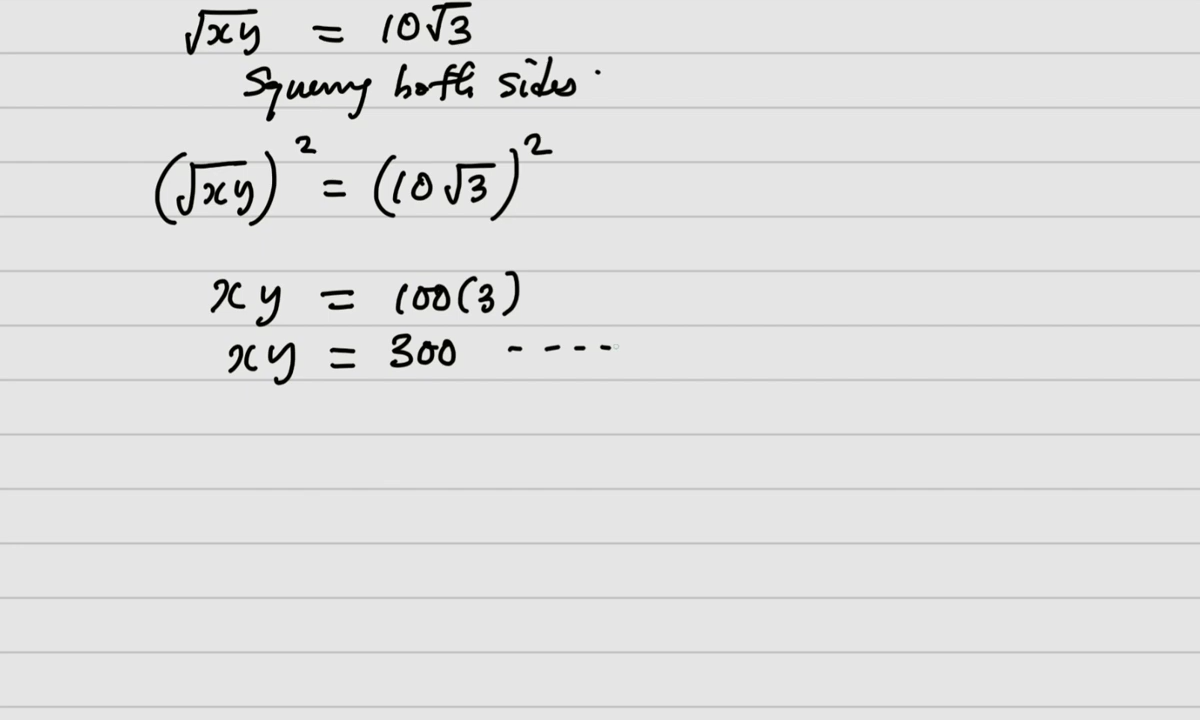 √xy = 10√3
Squaring both sides.
(√xy)² = (10√3)²
xy = 100(3)
xy = 300 -----